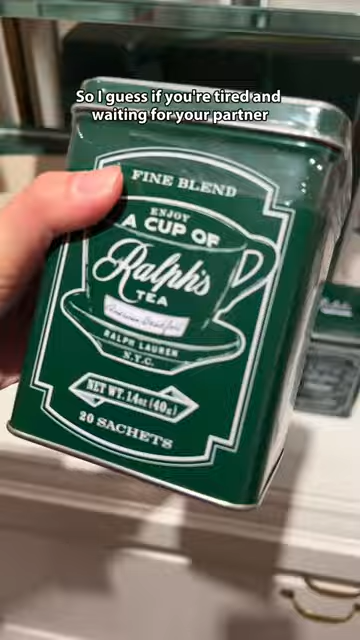 So I guess if you're tired and
waiting for your partner
FINE BLEND
ENJOY
A CUP OF
Ralph's
TEA
RALPH LAUREN
N.Y.C.
NET WT. 1.4oz (40g)
20 SACHETS